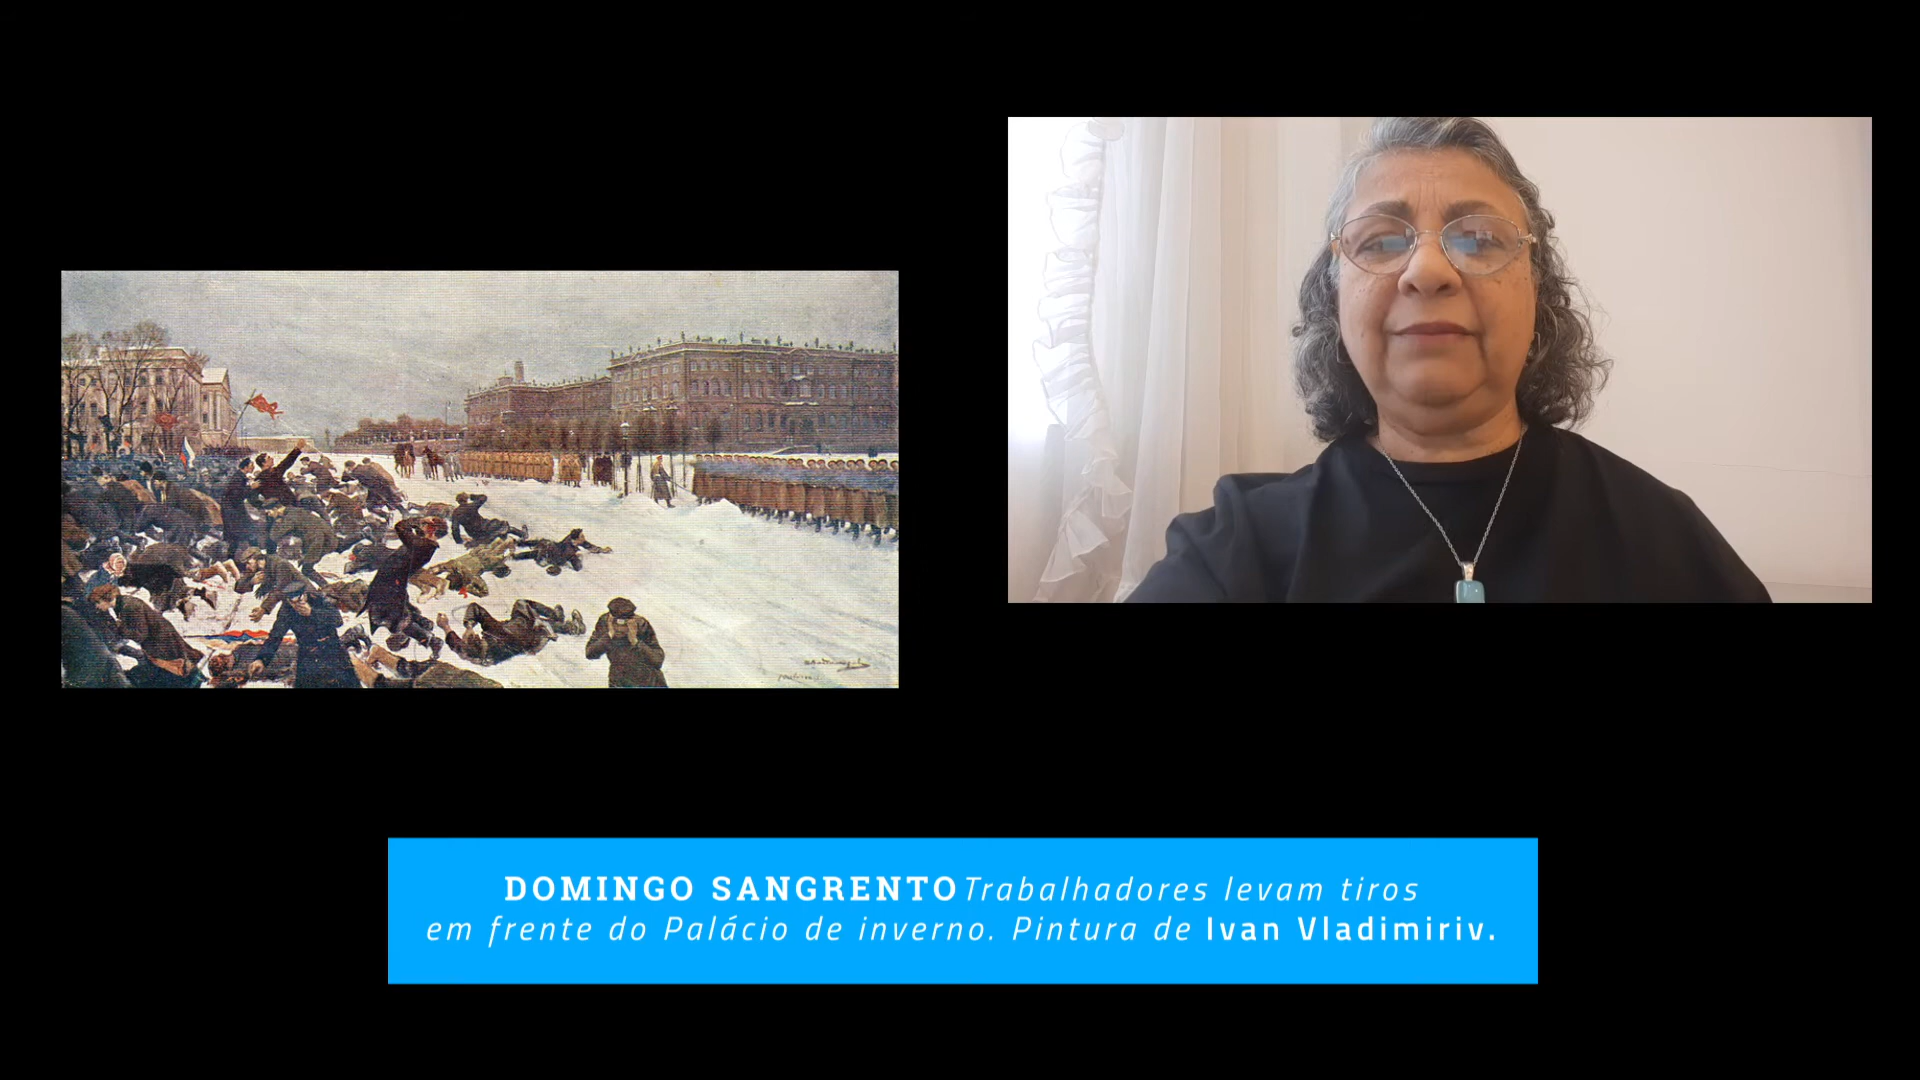 DOMINGO SANGRENTO Trabalhadores levam tiros
em frente do Palácio de inverno. Pintura de Ivan Vladimiriv.